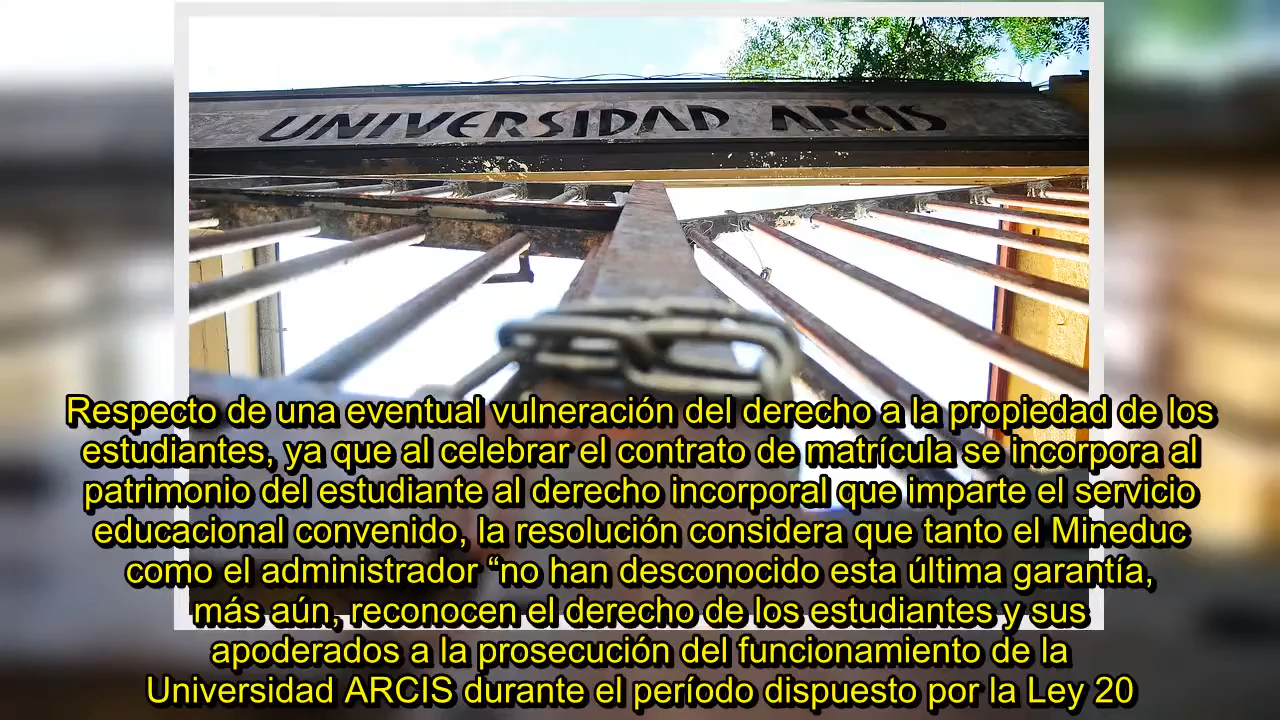 UNIVERSIDAD ARCIS
Respecto de una eventual vulneración del derecho a la propiedad de los
estudiantes, ya que al celebrar el contrato de matrícula se incorpora al
patrimonio del estudiante al derecho incorporal que imparte el servicio
educacional convenido, la resolución considera que tanto el Mineduc
como el administrador “no han desconocido esta última garantía,
más aún, reconocen el derecho de los estudiantes y sus
apoderados a la prosecución del funcionamiento de la
Universidad ARCIS durante el período dispuesto por la Ley 20